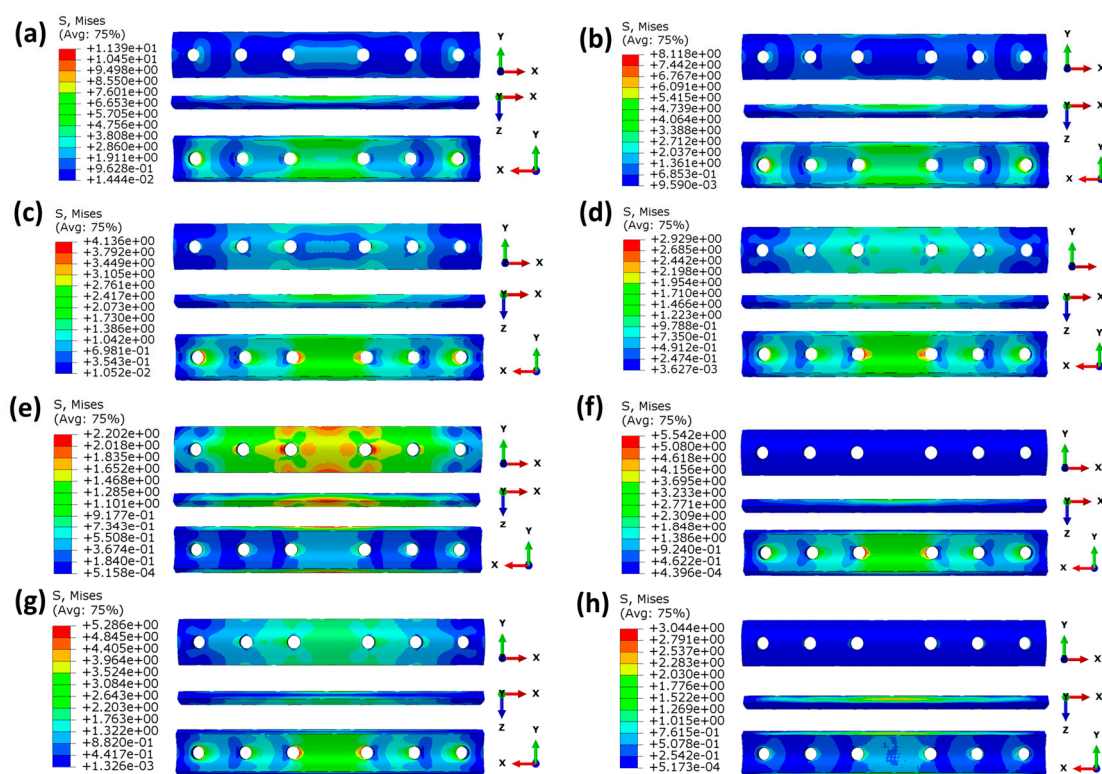 (a)
S, Mises
(Avg: 75%)
+1.139e+01
+1.045e+01
+9.498e+00
+8.550e+00
+7.601e+00
+6.653e+00
+5.705e+00
+4.756e+00
+3.808e+00
+2.860e+00
+1.911e+00
+9.628e-01
+1.444e-02
Y
X
Y
X
Z
Y
X
(b)
S, Mises
(Avg: 75%)
+8.118e+00
+7.442e+00
+6.767e+00
+6.091e+00
+5.415e+00
+4.739e+00
+4.064e+00
+3.388e+00
+2.712e+00
+2.037e+00
+1.361e+00
+6.853e-01
+9.590e-03
Y
X
Y
X
Z
Y
X
(c)
S, Mises
(Avg: 75%)
+4.136e+00
+3.792e+00
+3.449e+00
+3.105e+00
+2.761e+00
+2.417e+00
+2.073e+00
+1.730e+00
+1.386e+00
+1.042e+00
+6.981e-01
+3.543e-01
+1.052e-02
Y
X
Y
X
Z
Y
X
(d)
S, Mises
(Avg: 75%)
+2.929e+00
+2.685e+00
+2.442e+00
+2.198e+00
+1.954e+00
+1.710e+00
+1.466e+00
+1.223e+00
+9.788e-01
+7.350e-01
+4.912e-01
+2.474e-01
+3.627e-03
Y
Y
X
Z
Y
X
(e)
S, Mises
(Avg: 75%)
+2.202e+00
+2.018e+00
+1.835e+00
+1.652e+00
+1.468e+00
+1.285e+00
+1.101e+00
+9.177e-01
+7.343e-01
+5.508e-01
+3.674e-01
+1.840e-01
+5.158e-04
Y
X
Y
X
Z
Y
X
(f)
S, Mises
(Avg: 75%)
+5.542e+00
+5.080e+00
+4.618e+00
+4.156e+00
+3.695e+00
+3.233e+00
+2.771e+00
+2.309e+00
+1.848e+00
+1.386e+00
+9.240e-01
+4.622e-01
+4.396e-04
Y
X
Y
X
Z
Y
X
(g)
S, Mises
(Avg: 75%)
+5.286e+00
+4.845e+00
+4.405e+00
+3.964e+00
+3.524e+00
+3.084e+00
+2.643e+00
+2.203e+00
+1.763e+00
+1.322e+00
+8.820e-01
+4.417e-01
+1.326e-03
Y
X
Y
X
Z
Y
X
(h)
S, Mises
(Avg: 75%)
+3.044e+00
+2.791e+00
+2.537e+00
+2.283e+00
+2.030e+00
+1.776e+00
+1.522e+00
+1.269e+00
+1.015e+00
+7.615e-01
+5.078e-01
+2.542e-01
+5.173e-04
Y
X
Y
X
Z
Y
X